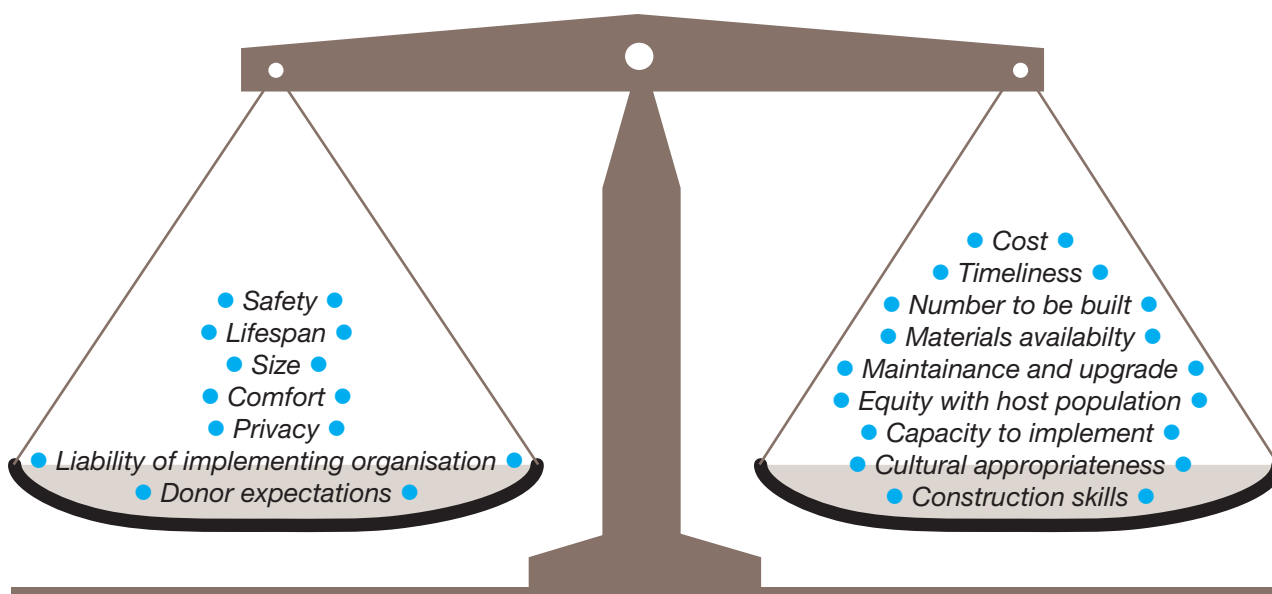 Safety
Lifespan
Size
Comfort
Privacy
Liability of implementing organisation
Donor expectations
Cost
Timeliness
Number to be built
Materials availabilty
Maintainance and upgrade
Equity with host population
Capacity to implement
Cultural appropriateness
Construction skills